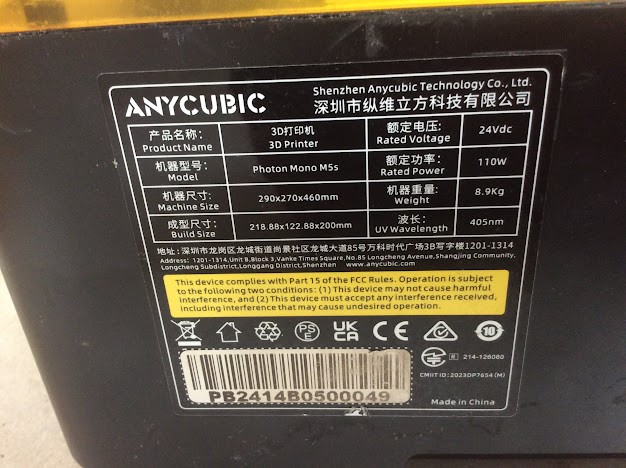 ANYCUBIC
Shenzhen Anycubic Technology Co., Ltd.
深圳市纵维立方科技有限公司
产品名称: 3D打印机 额定电压: 24Vdc
Product Name 3D Printer Rated Voltage
机器型号: Photon Mono M5s 额定功率: 110W
Model Rated Power
机器尺寸: 290x270x460mm 机器重量: 8.9Kg
Machine Size Weight
成型尺寸: 218.88x122.88x200mm 波长: 405nm
Build Size UV Wavelength
地址: 深圳市龙岗区龙城街道尚景社区龙城大道85号万科时代广场3B写字楼1201-1314
Address: 1201-1314,Unit B,Block 3,Vanke Times Square,No.85 Longcheng Avenue,Shangjing Community,
Longcheng Subdistrict,Longgang District,Shenzhen www.anycubic.com
This device complies with Part 15 of the FCC Rules. Operation is subject
to the following two conditions: (1) This device may not cause harmful
interference, and (2) This device must accept any interference received,
including interference that may cause undesired operation.
PS
E
UK
CA
CE
10
R 214-126080
CMIIT ID: 2023DP7654 (M)
PB2414B0500049
Made in China